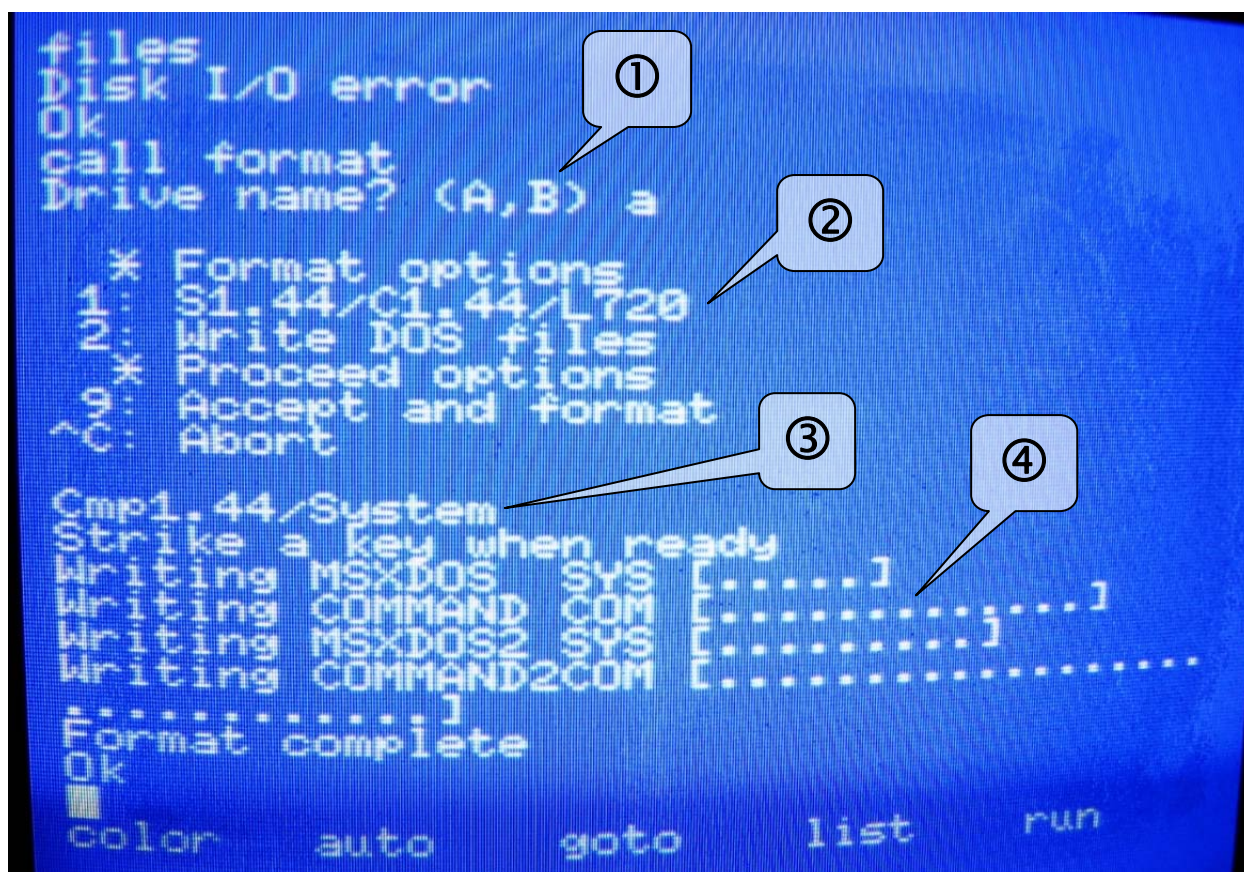 files
Disk I/O error
Ok
call format
Drive name? (A,B) a
* Format options
1: S1.44/C1.44/L720
2: Write DOS files
* Proceed options
9: Accept and format
^C: Abort
Cmp1.44/System
Strike a key when ready
Writing MSXDOS  SYS [......]
Writing COMMAND COM [.............]
Writing MSXDOS2 SYS [.........]
Writing COMMAND2COM [.................
.............]
Format complete
Ok
color auto goto list run
①
②
③
④